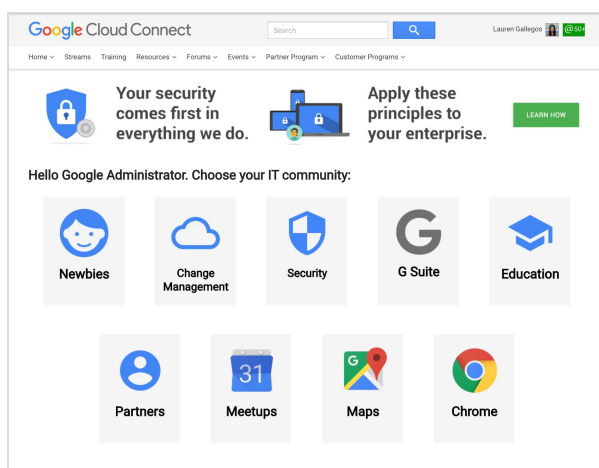 Google Cloud Connect
Search
Lauren Gallegos
@50+
Home Streams Training Resources Forums Events Partner Program Customer Programs
Your security
comes first in
everything we do.
Apply these
principles to
your enterprise.
LEARN HOW
Hello Google Administrator. Choose your IT community:
Newbies
Change
Management
Security
G
G Suite
Education
Partners
31
Meetups
G
Maps
Chrome